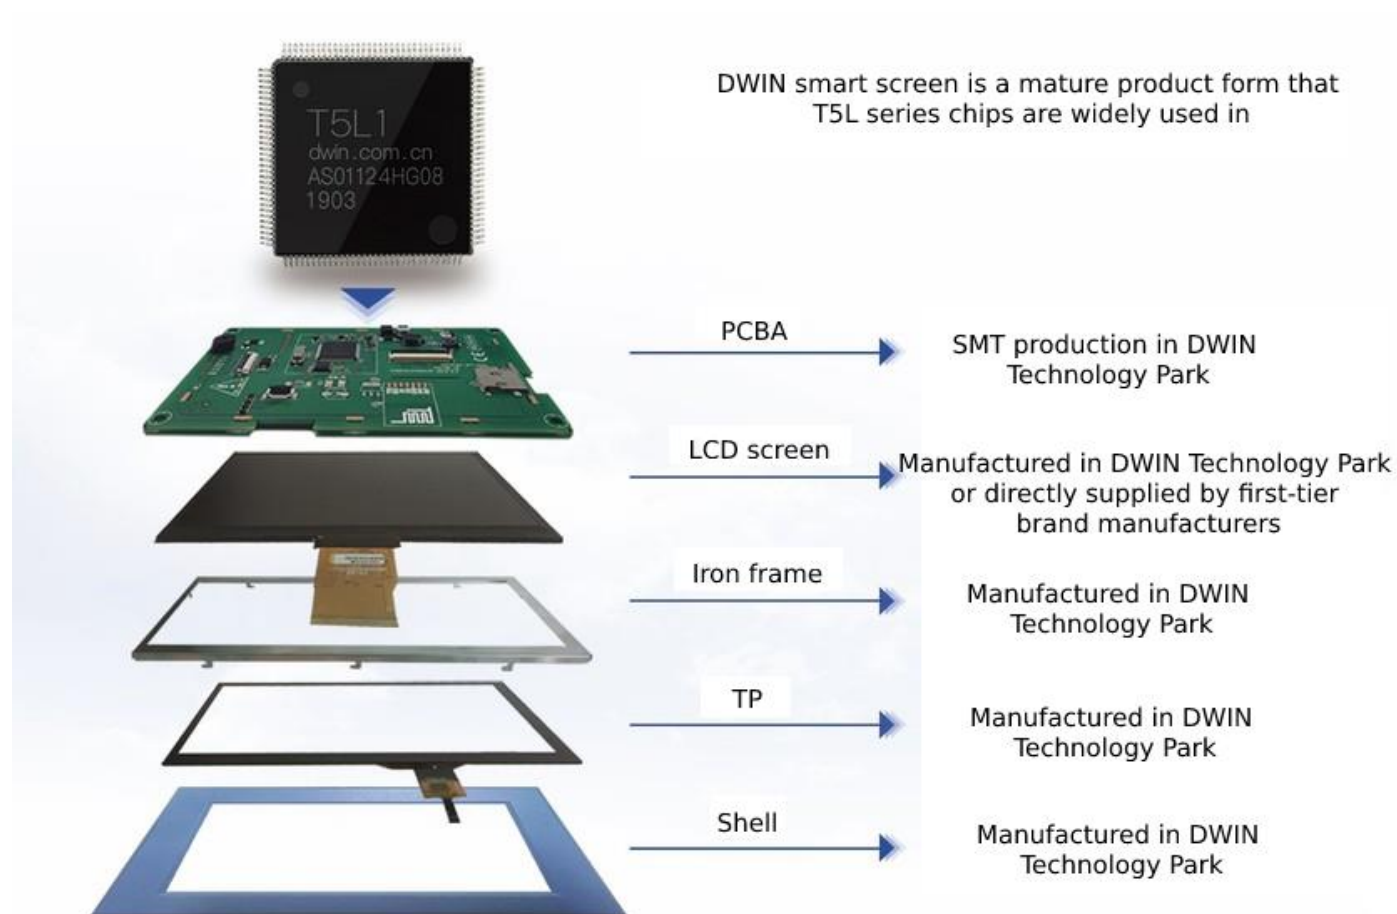 DWIN smart screen is a mature product form that
T5L series chips are widely used in
T5L1
dwin.com.cn
AS01124HG08
1903
PCBA
SMT production in DWIN
Technology Park
LCD screen
Manufactured in DWIN Technology Park
or directly supplied by first-tier
brand manufacturers
Iron frame
Manufactured in DWIN
Technology Park
TP
Manufactured in DWIN
Technology Park
Shell
Manufactured in DWIN
Technology Park